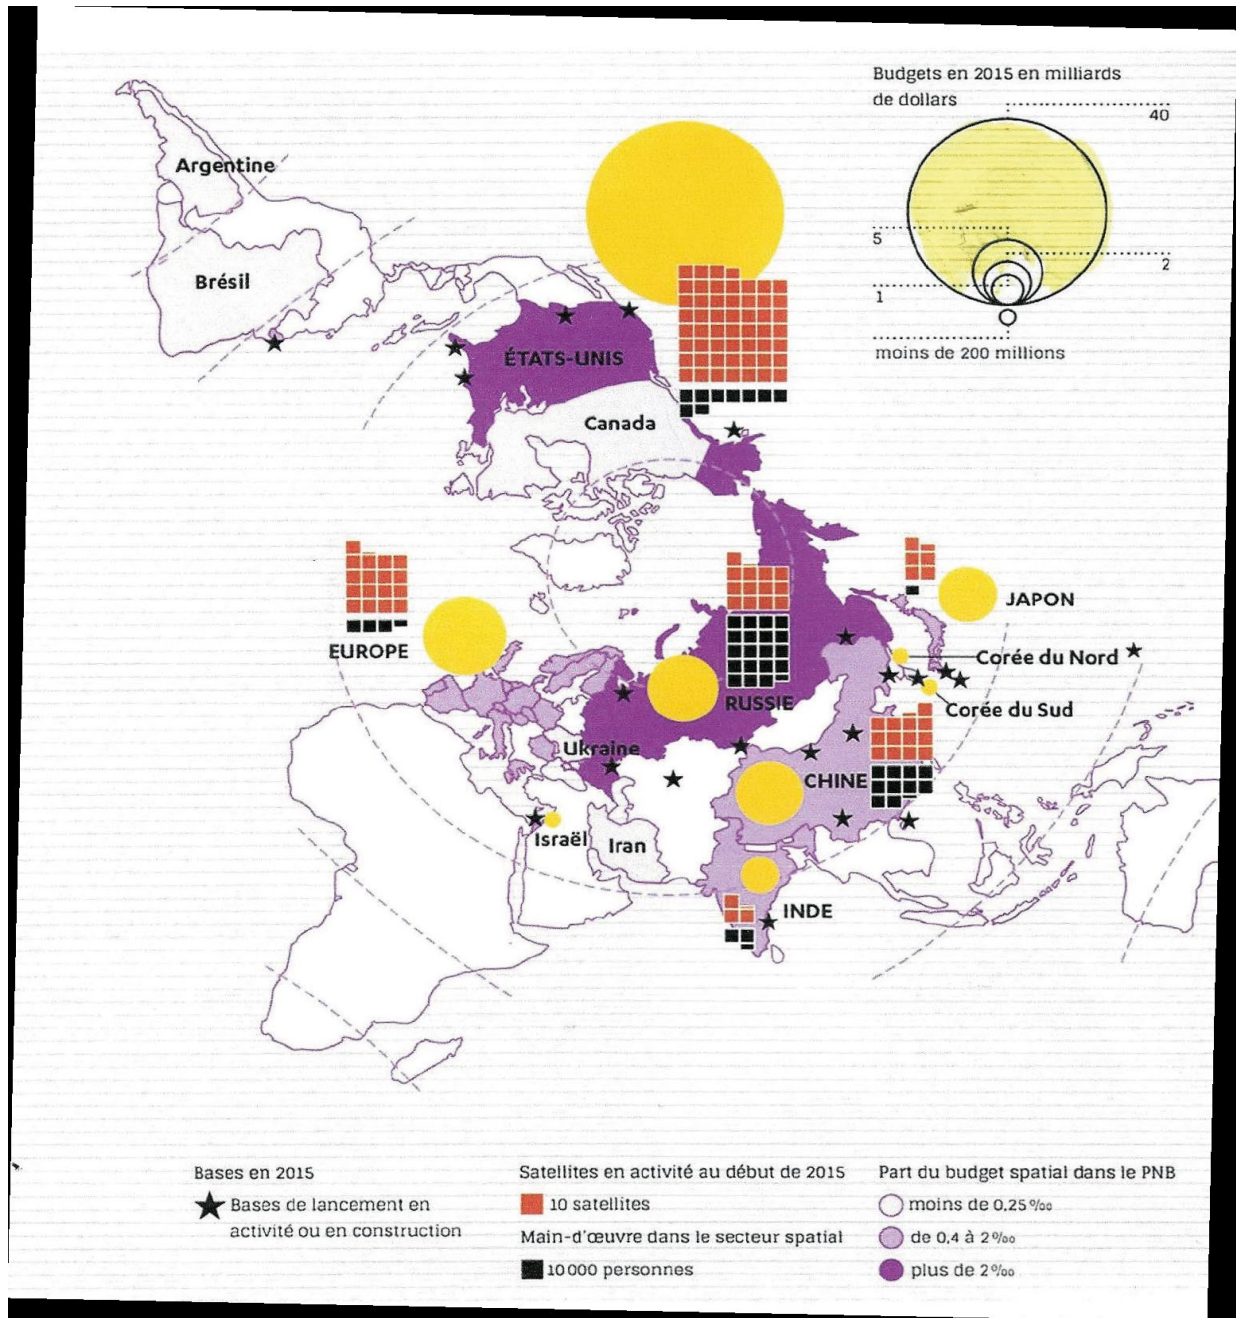 Budgets en 2015 en milliards
de dollars
40
5
2
1
moins de 200 millions
Argentine
Brésil
ÉTATS-UNIS
Canada
EUROPE
JAPON
Corée du Nord
Corée du Sud
RUSSIE
Ukraine
CHINE
Israël
Iran
INDE
Bases en 2015
Bases de lancement en
activité ou en construction
Satellites en activité au début de 2015
10 satellites
Main-d'œuvre dans le secteur spatial
10 000 personnes
Part du budget spatial dans le PNB
moins de 0,25 ‰
de 0,4 à 2 ‰
plus de 2 ‰